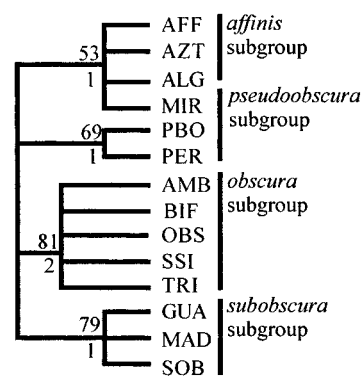 AFF
affinis
AZT
subgroup
53
1
ALG
MIR
pseudoobscura
69
PBO
subgroup
1
PER
AMB
obscura
BIF
subgroup
81
OBS
2
SSI
TRI
GUA
subobscura
79
MAD
subgroup
1
SOB